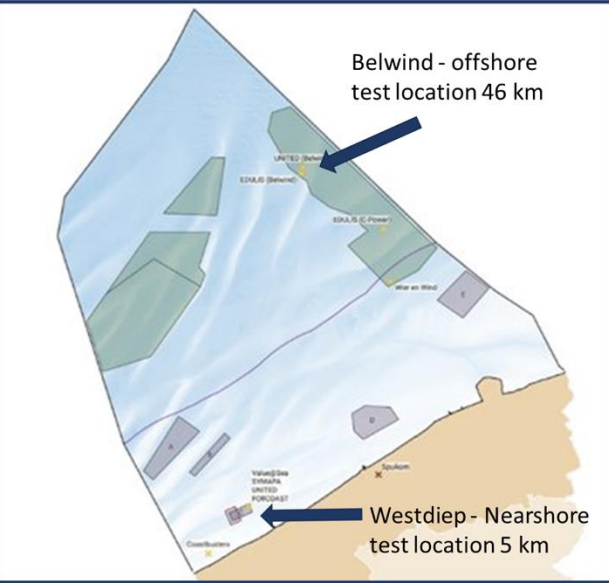 Belwind - offshore
test location 46 km
UNITED (Belwind)
EDULIS (Belwind)
EDULIS (C-Power)
Wier en Wind
E
A
D
Value@Sea
SYMAPA
UNITED
FORCOAST
Spuikom
Westdiep - Nearshore
test location 5 km
Coastbusters